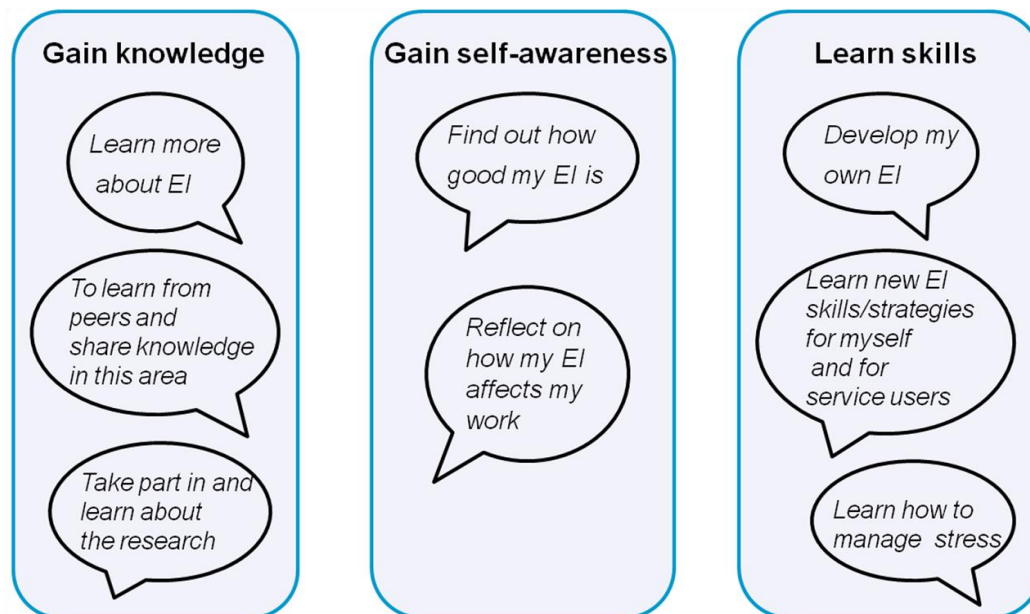 Gain knowledge
Learn more
about EI
To learn from
peers and
share knowledge
in this area
Take part in and
learn about
the research
Gain self-awareness
Find out how
good my EI is
Reflect on
how my EI
affects my
work
Learn skills
Develop my
own EI
Learn new EI
skills/strategies
for myself
and for
service users
Learn how to
manage stress